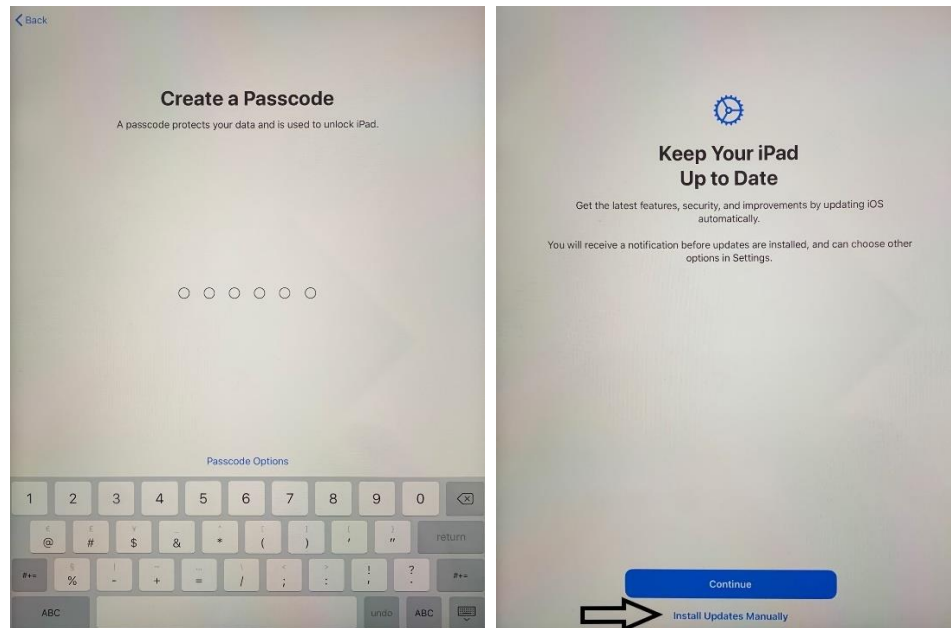 Back
Create a Passcode
A passcode protects your data and is used to unlock iPad.
Passcode Options
1 2 3 4 5 6 7 8 9 0
@ # $ & * ( ) ' "
return
#+= % - + = / ; : ! , ? . #+=
ABC undo ABC
Keep Your iPad
Up to Date
Get the latest features, security, and improvements by updating iOS
automatically.
You will receive a notification before updates are installed, and can choose other
options in Settings.
Continue
Install Updates Manually